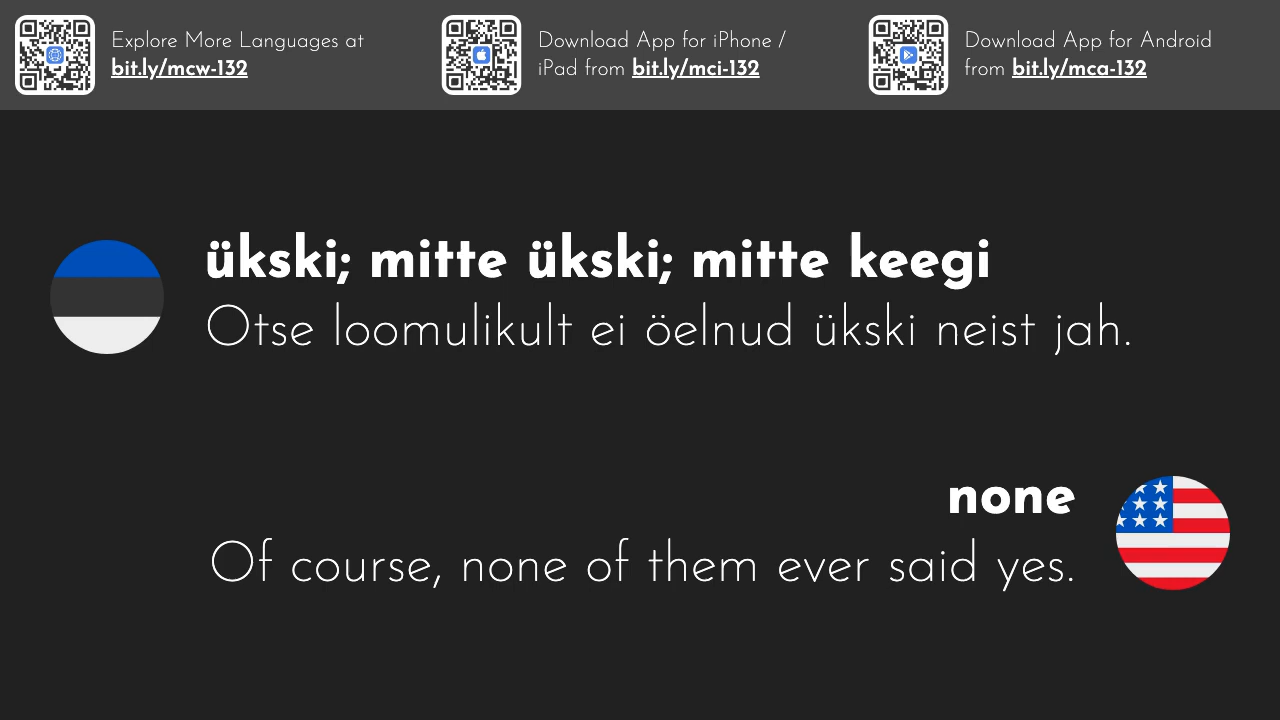 Explore More Languages at
bit.ly/mcw-132
Download App for iPhone /
iPad from bit.ly/mci-132
Download App for Android
from bit.ly/mca-132
ükski; mitte ükski; mitte keegi
Otse loomulikult ei öelnud ükski neist jah.
none
Of course, none of them ever said yes.